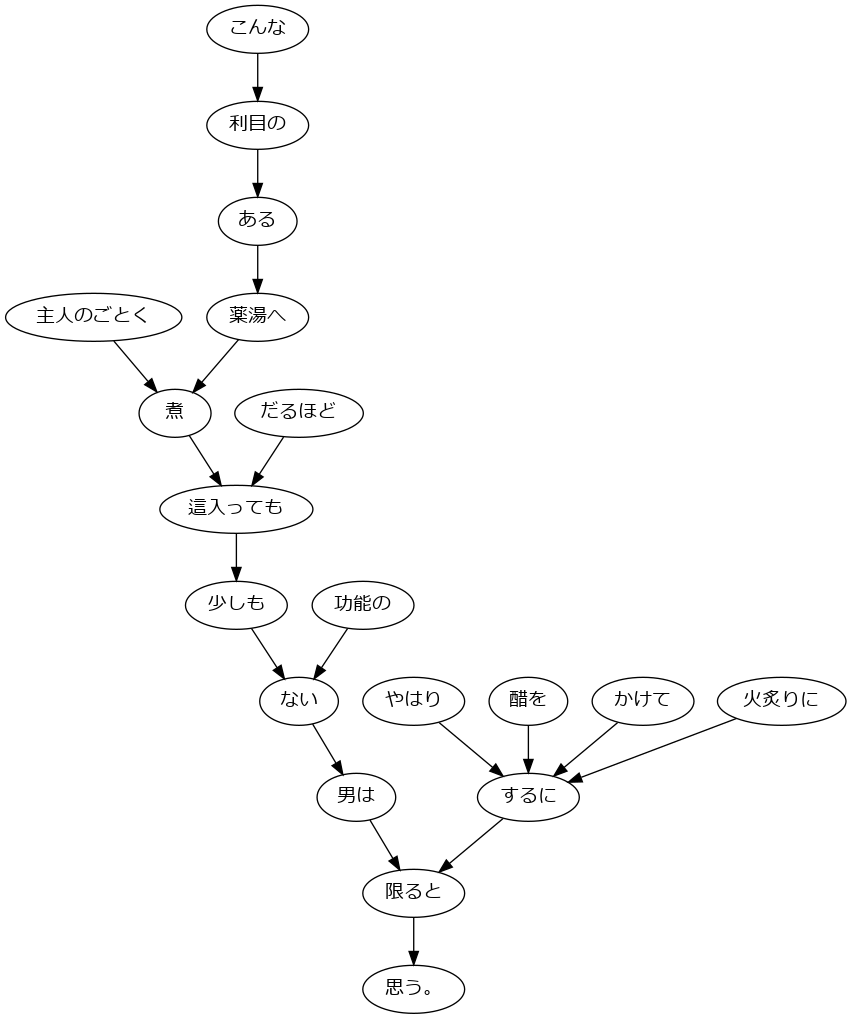 こんな
利目の
ある
主人のごとく
薬湯へ
煮
だるほど
這入っても
少しも
功能の
ない
やはり
醋を
かけて
火炙りに
男は
するに
限ると
思う。